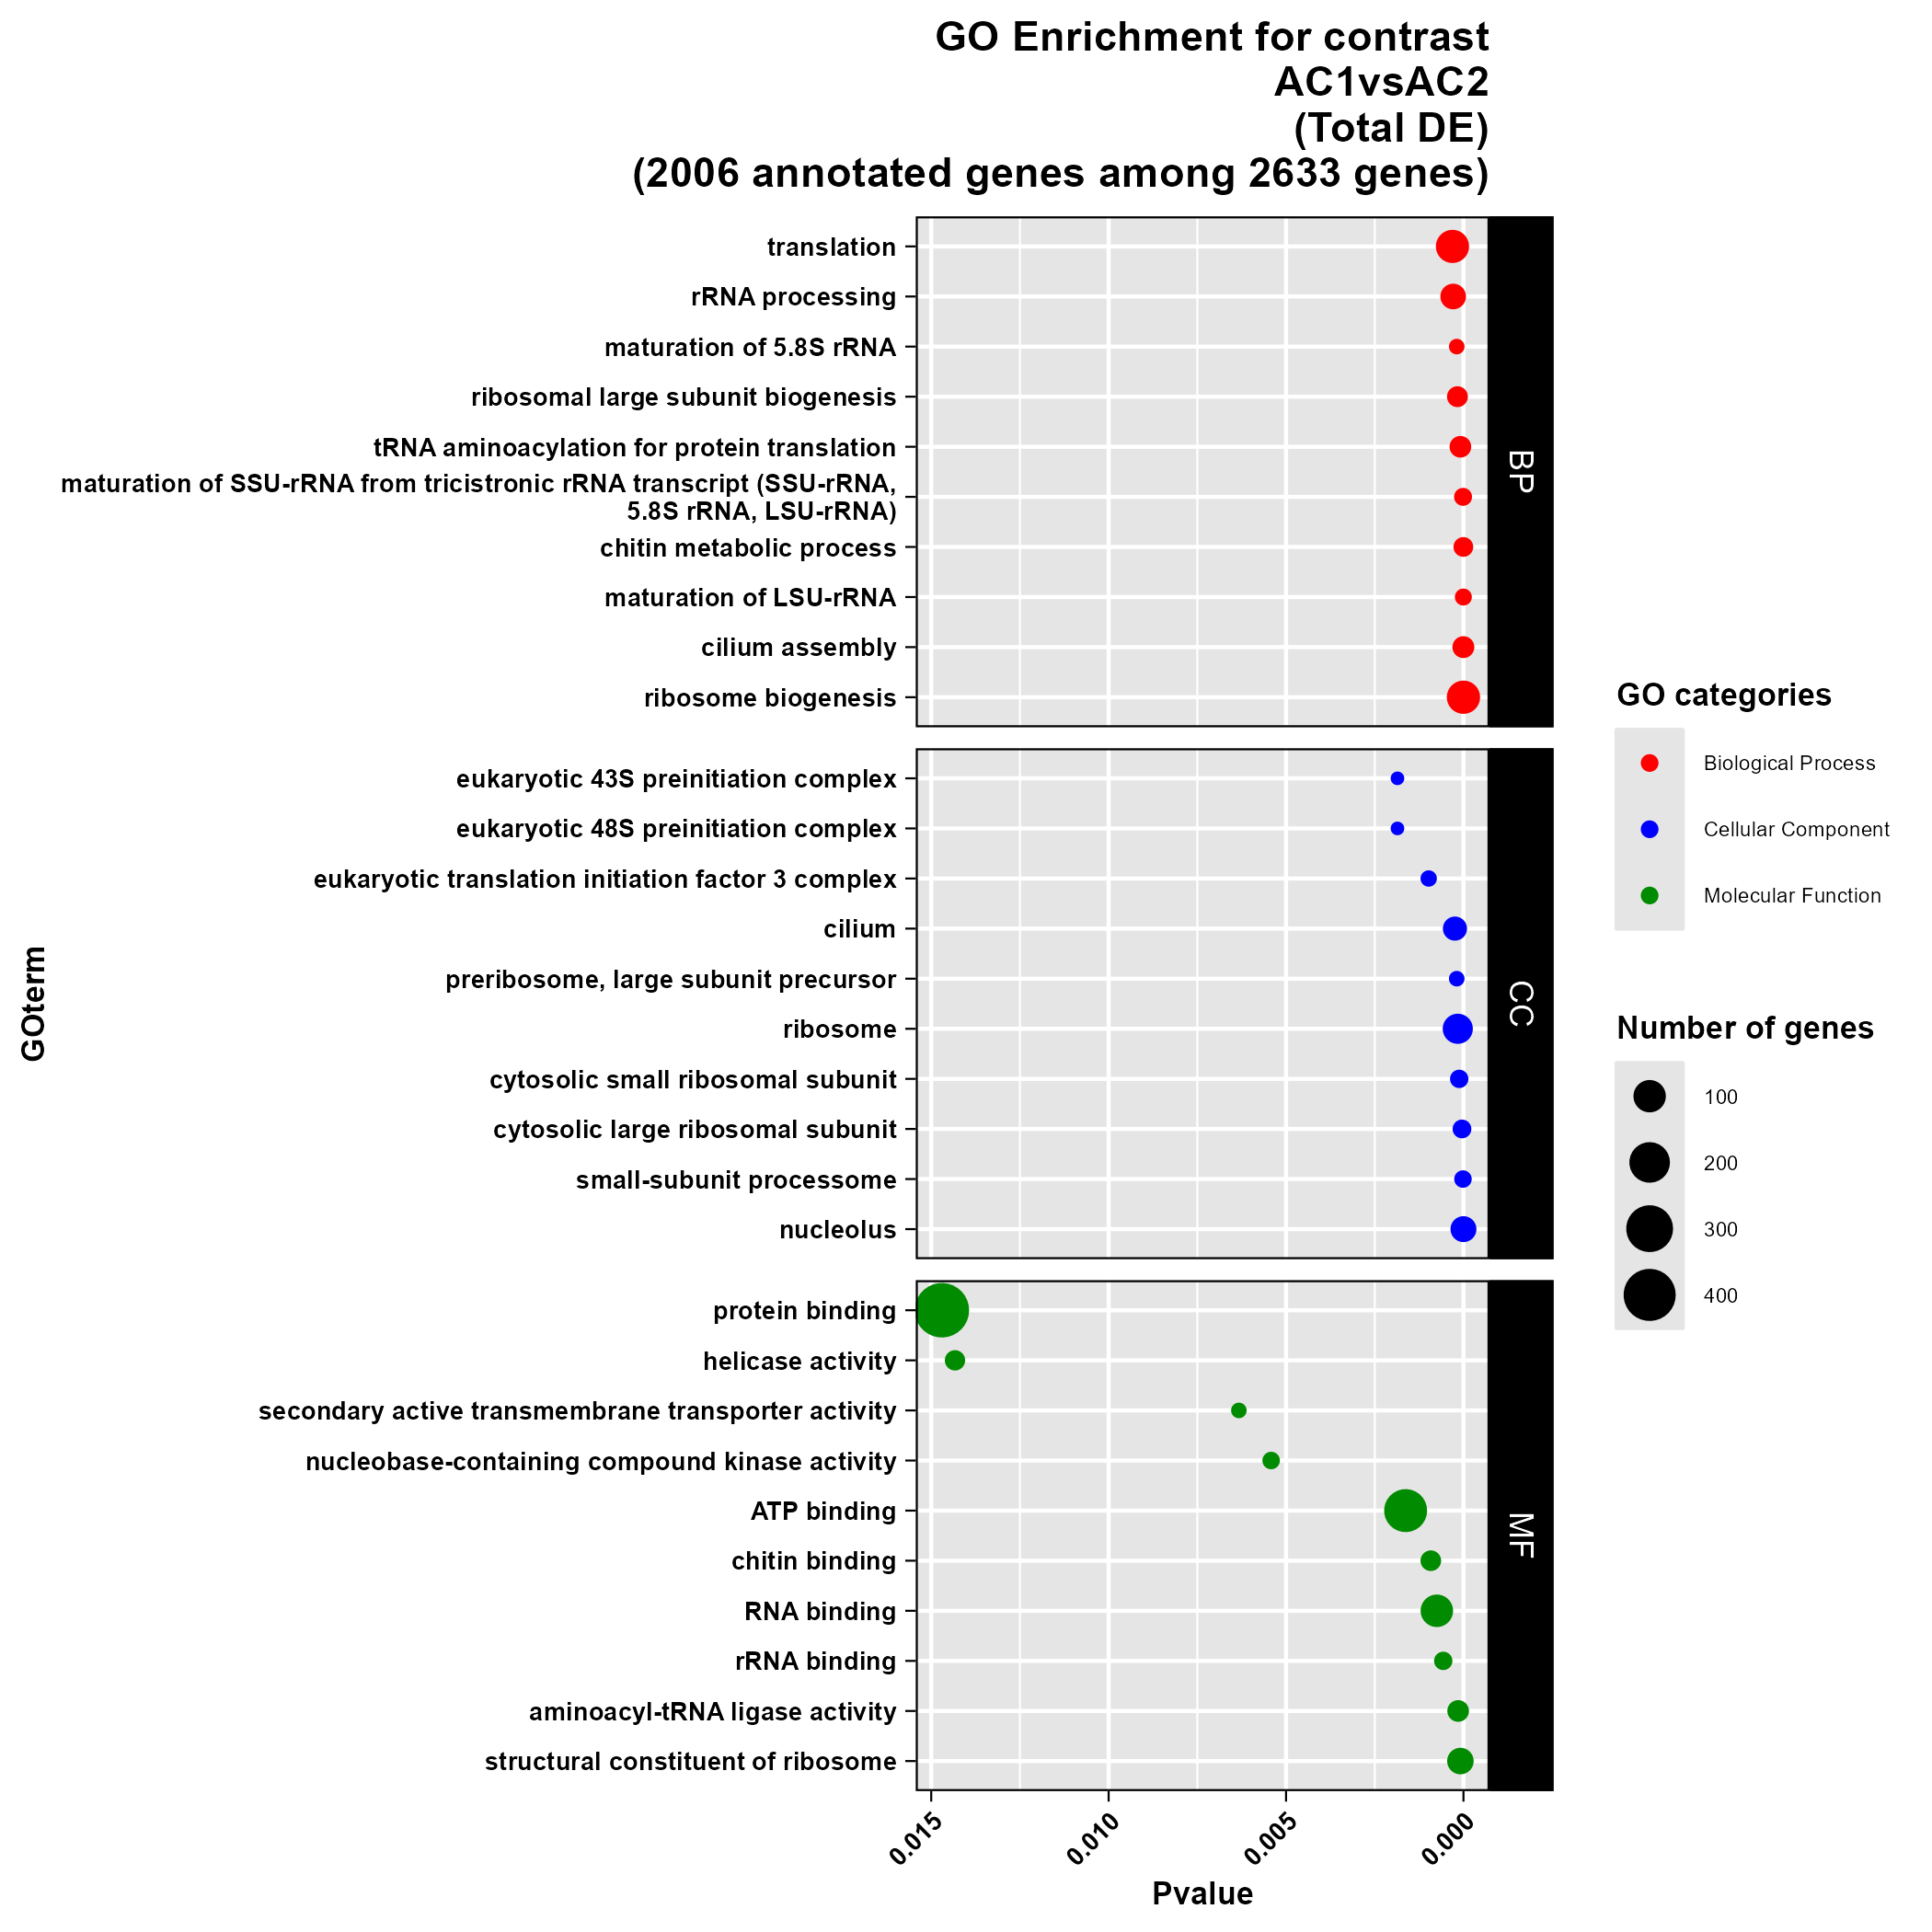 GO Enrichment for contrast
AC1vsAC2
(Total DE)
(2006 annotated genes among 2633 genes)
translation
rRNA processing
maturation of 5.8S rRNA
ribosomal large subunit biogenesis
tRNA aminoacylation for protein translation
maturation of SSU-rRNA from tricistronic rRNA transcript (SSU-rRNA,
5.8S rRNA, LSU-rRNA)
chitin metabolic process
maturation of LSU-rRNA
cilium assembly
ribosome biogenesis
BP
eukaryotic 43S preinitiation complex
eukaryotic 48S preinitiation complex
eukaryotic translation initiation factor 3 complex
cilium
preribosome, large subunit precursor
ribosome
cytosolic small ribosomal subunit
cytosolic large ribosomal subunit
small-subunit processome
nucleolus
CC
protein binding
helicase activity
secondary active transmembrane transporter activity
nucleobase-containing compound kinase activity
ATP binding
chitin binding
RNA binding
rRNA binding
aminoacyl-tRNA ligase activity
structural constituent of ribosome
MF
0.015
0.010
0.005
0.000
Pvalue
GOterm
GO categories
Biological Process
Cellular Component
Molecular Function
Number of genes
100
200
300
400